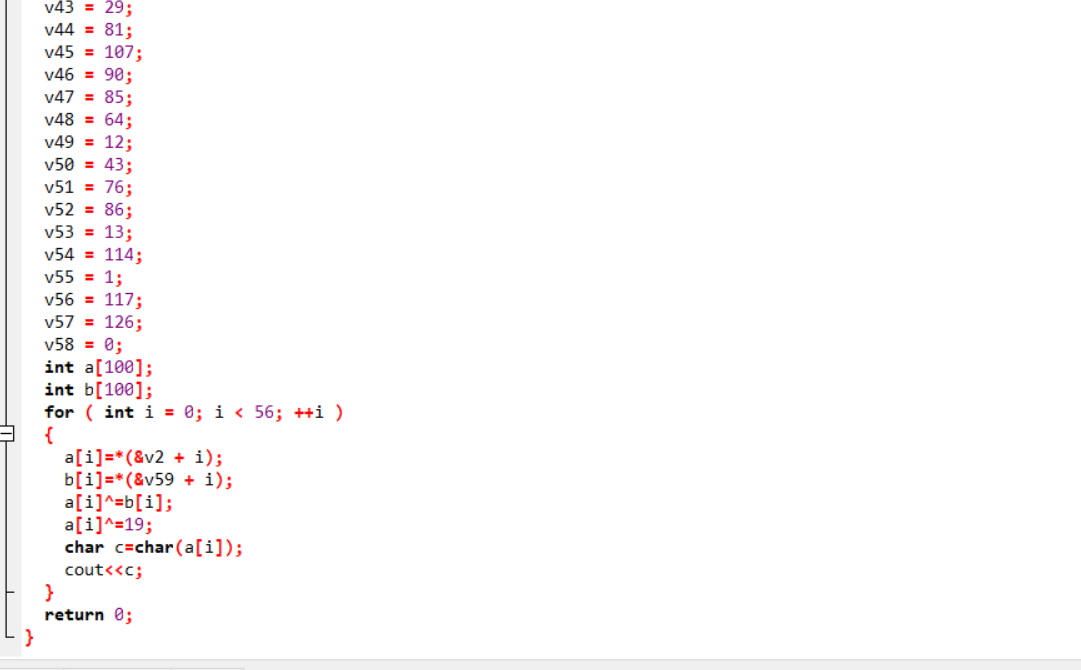 v43 = 29;
v44 = 81;
v45 = 107;
v46 = 90;
v47 = 85;
v48 = 64;
v49 = 12;
v50 = 43;
v51 = 76;
v52 = 86;
v53 = 13;
v54 = 114;
v55 = 1;
v56 = 117;
v57 = 126;
v58 = 0;
int a[100];
int b[100];
for ( int i = 0; i < 56; ++i )
{
a[i]=*(&v2 + i);
b[i]=*(&v59 + i);
a[i]^=b[i];
a[i]^=19;
char c=char(a[i]);
cout<<c;
}
return 0;
}